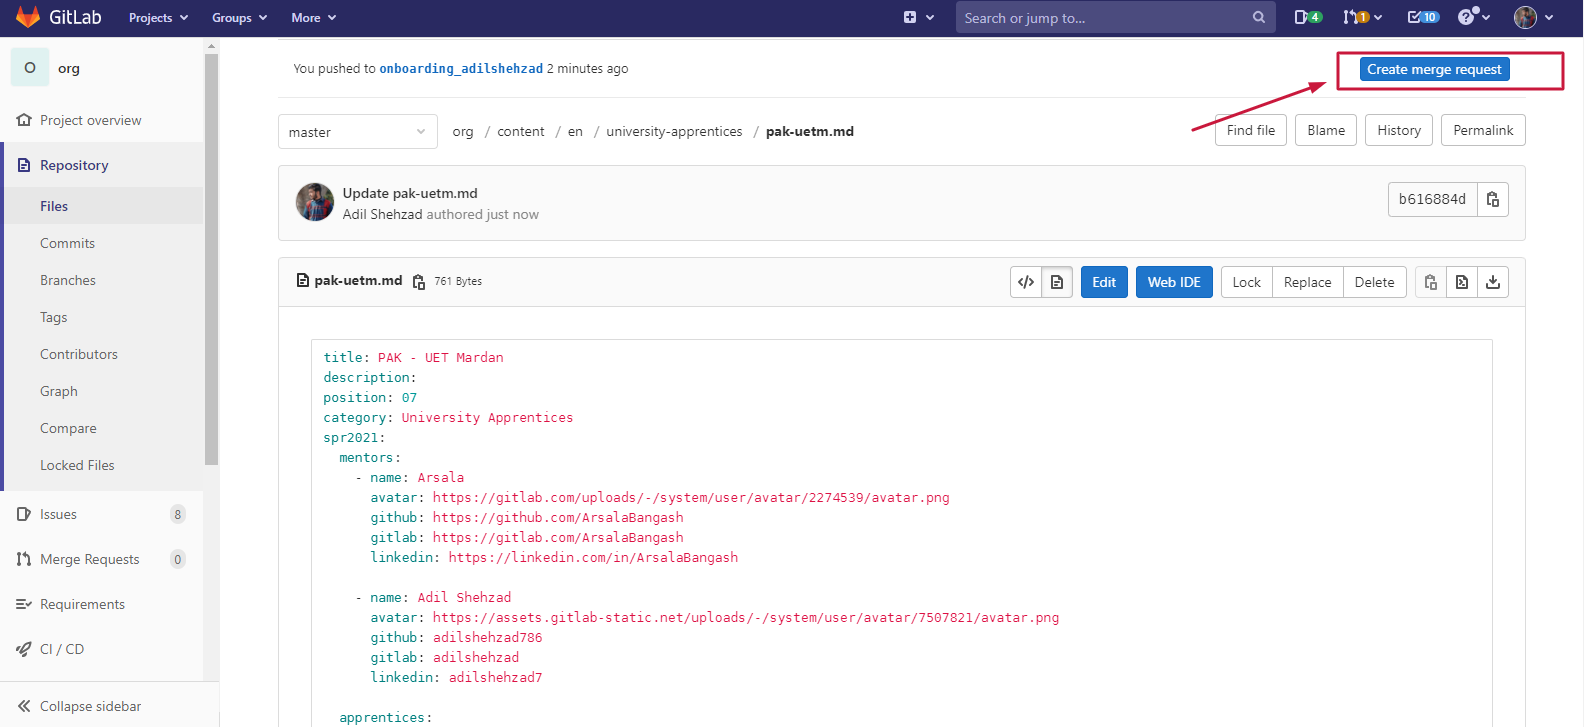 GitLab Projects Groups More Search or jump to... 4 1 10
O org
You pushed to onboarding_adilshehzad 2 minutes ago Create merge request
Project overview
Repository
Files
Commits
Branches
Tags
Contributors
Graph
Compare
Locked Files
Issues 8
Merge Requests 0
Requirements
CI / CD
Collapse sidebar
master org / content / en / university-apprentices / pak-uetm.md Find file Blame History Permalink
Update pak-uetm.md
Adil Shehzad authored just now
b616884d
pak-uetm.md 761 Bytes Edit Web IDE Lock Replace Delete
title: PAK - UET Mardan
description:
position: 07
category: University Apprentices
spr2021:
mentors:
- name: Arsala
avatar: https://gitlab.com/uploads/-/system/user/avatar/2274539/avatar.png
github: https://github.com/ArsalaBangash
gitlab: https://gitlab.com/ArsalaBangash
linkedin: https://linkedin.com/in/ArsalaBangash
- name: Adil Shehzad
avatar: https://assets.gitlab-static.net/uploads/-/system/user/avatar/7507821/avatar.png
github: adilshehzad786
gitlab: adilshehzad
linkedin: adilshehzad7
apprentices: